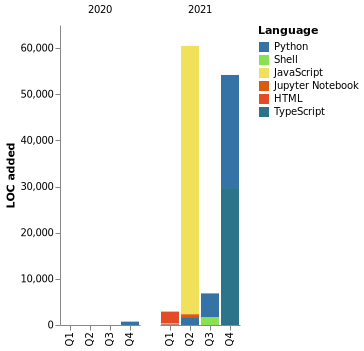 2020
2021
LOC added
60,000
50,000
40,000
30,000
20,000
10,000
0
Q1
Q2
Q3
Q4
Q1
Q2
Q3
Q4
Language
Python
Shell
JavaScript
Jupyter Notebook
HTML
TypeScript